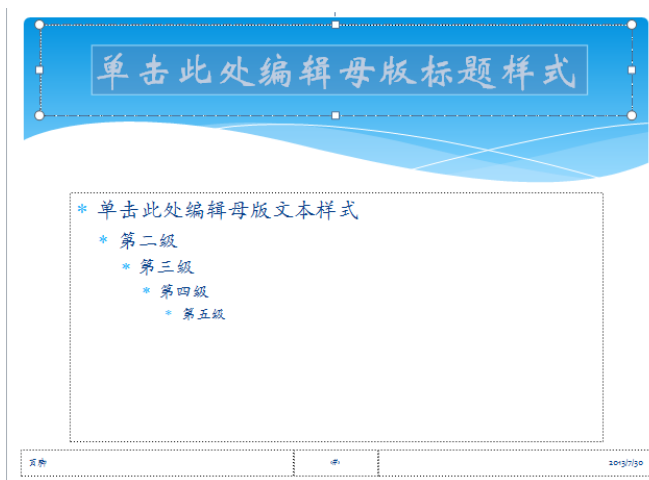 单击此处编辑母版标题样式
* 单击此处编辑母版文本样式
* 第二级
* 第三级
* 第四级
* 第五级
页脚
‹#›
2013/7/30